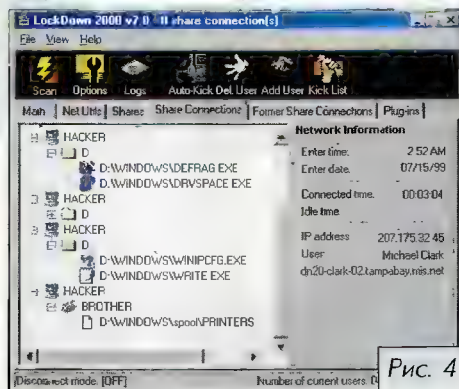 LockDown 2000 v7.0 - 11 share connection(s)
File View Help
Scan Options Logs Auto-Kick Del. User Add User Kick List
Main Net Utils Shares Share Connections Former Share Connections Plug-ins
HACKER
D
D:\WINDOWS\DEFRAG.EXE
D:\WINDOWS\DRVSPACE.EXE
HACKER
D
HACKER
D
D:\WINDOWS\WINIPCFG.EXE
D:\WINDOWS\WRITE.EXE
HACKER
BROTHER
D:\WINDOWS\spool\PRINTERS
Network Information
Enter time: 2:52 AM
Enter date: 07/15/99
Connected time: 00:03:04
Idle time
IP address 207.175.32.45
User Michael Clark
dn20-clark-02.tampabay.mis.net
Disconnect mode: [OFF] Number of current users:
Рис. 4